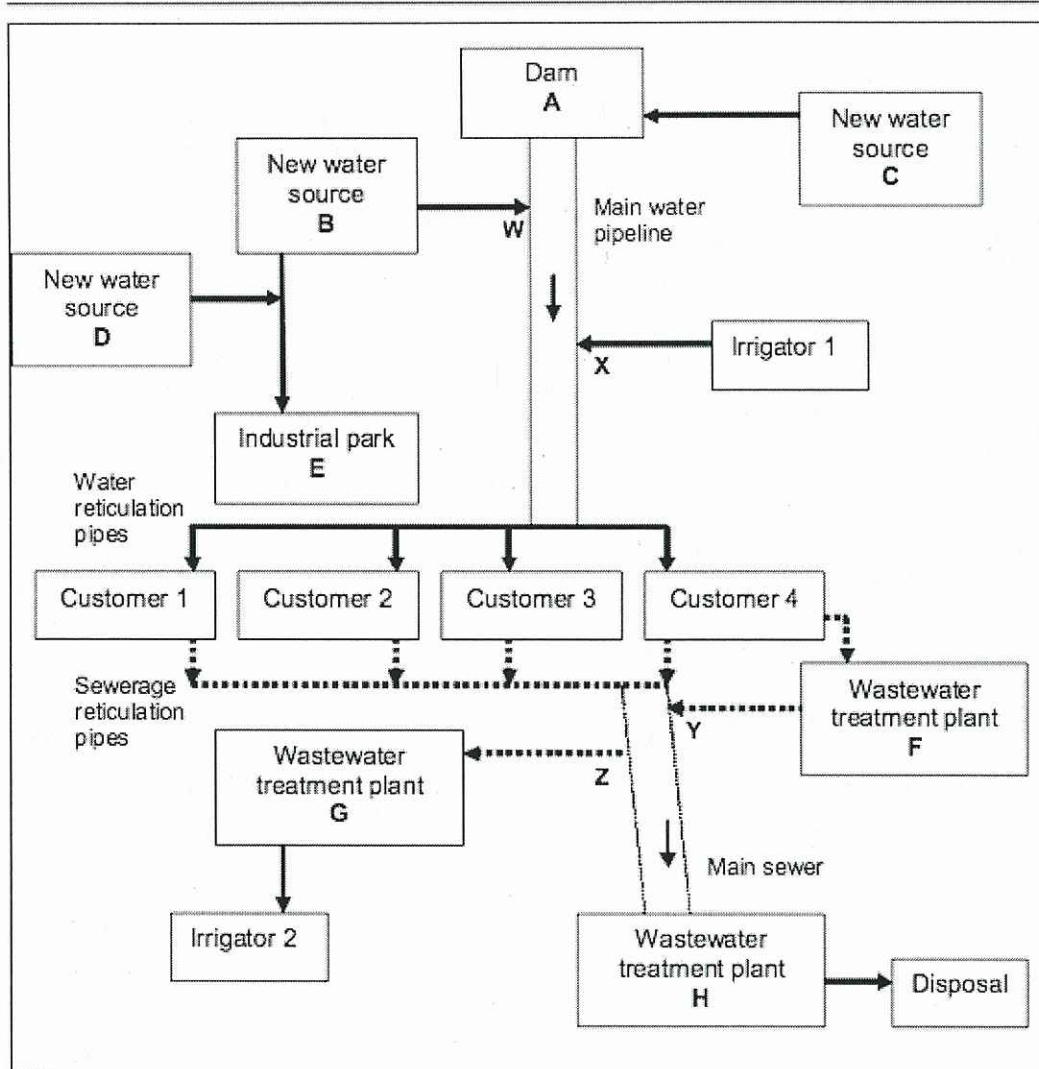 Dam
A
New water
source
C
New water
source
B
W
Main water
pipeline
New water
source
D
X
Irrigator 1
Industrial park
E
Water
reticulation
pipes
Customer 1
Customer 2
Customer 3
Customer 4
Sewerage
reticulation
pipes
Y
Wastewater
treatment plant
F
Wastewater
treatment plant
G
Z
Main sewer
Irrigator 2
Wastewater
treatment plant
H
Disposal